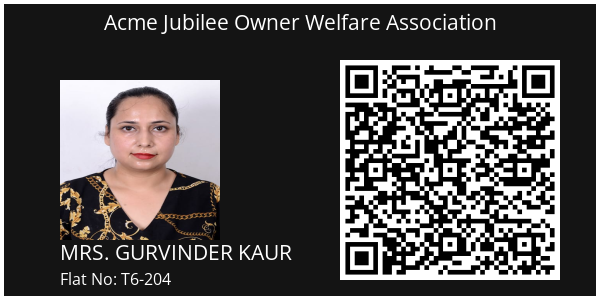 Acme Jubilee Owner Welfare Association
MRS. GURVINDER KAUR
Flat No: T6-204